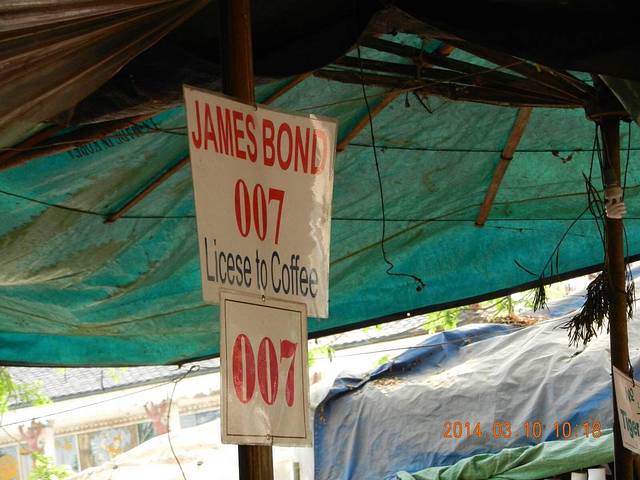 JAMES BOND
007
Licese to Coffee
007
2014.03.10 10:18